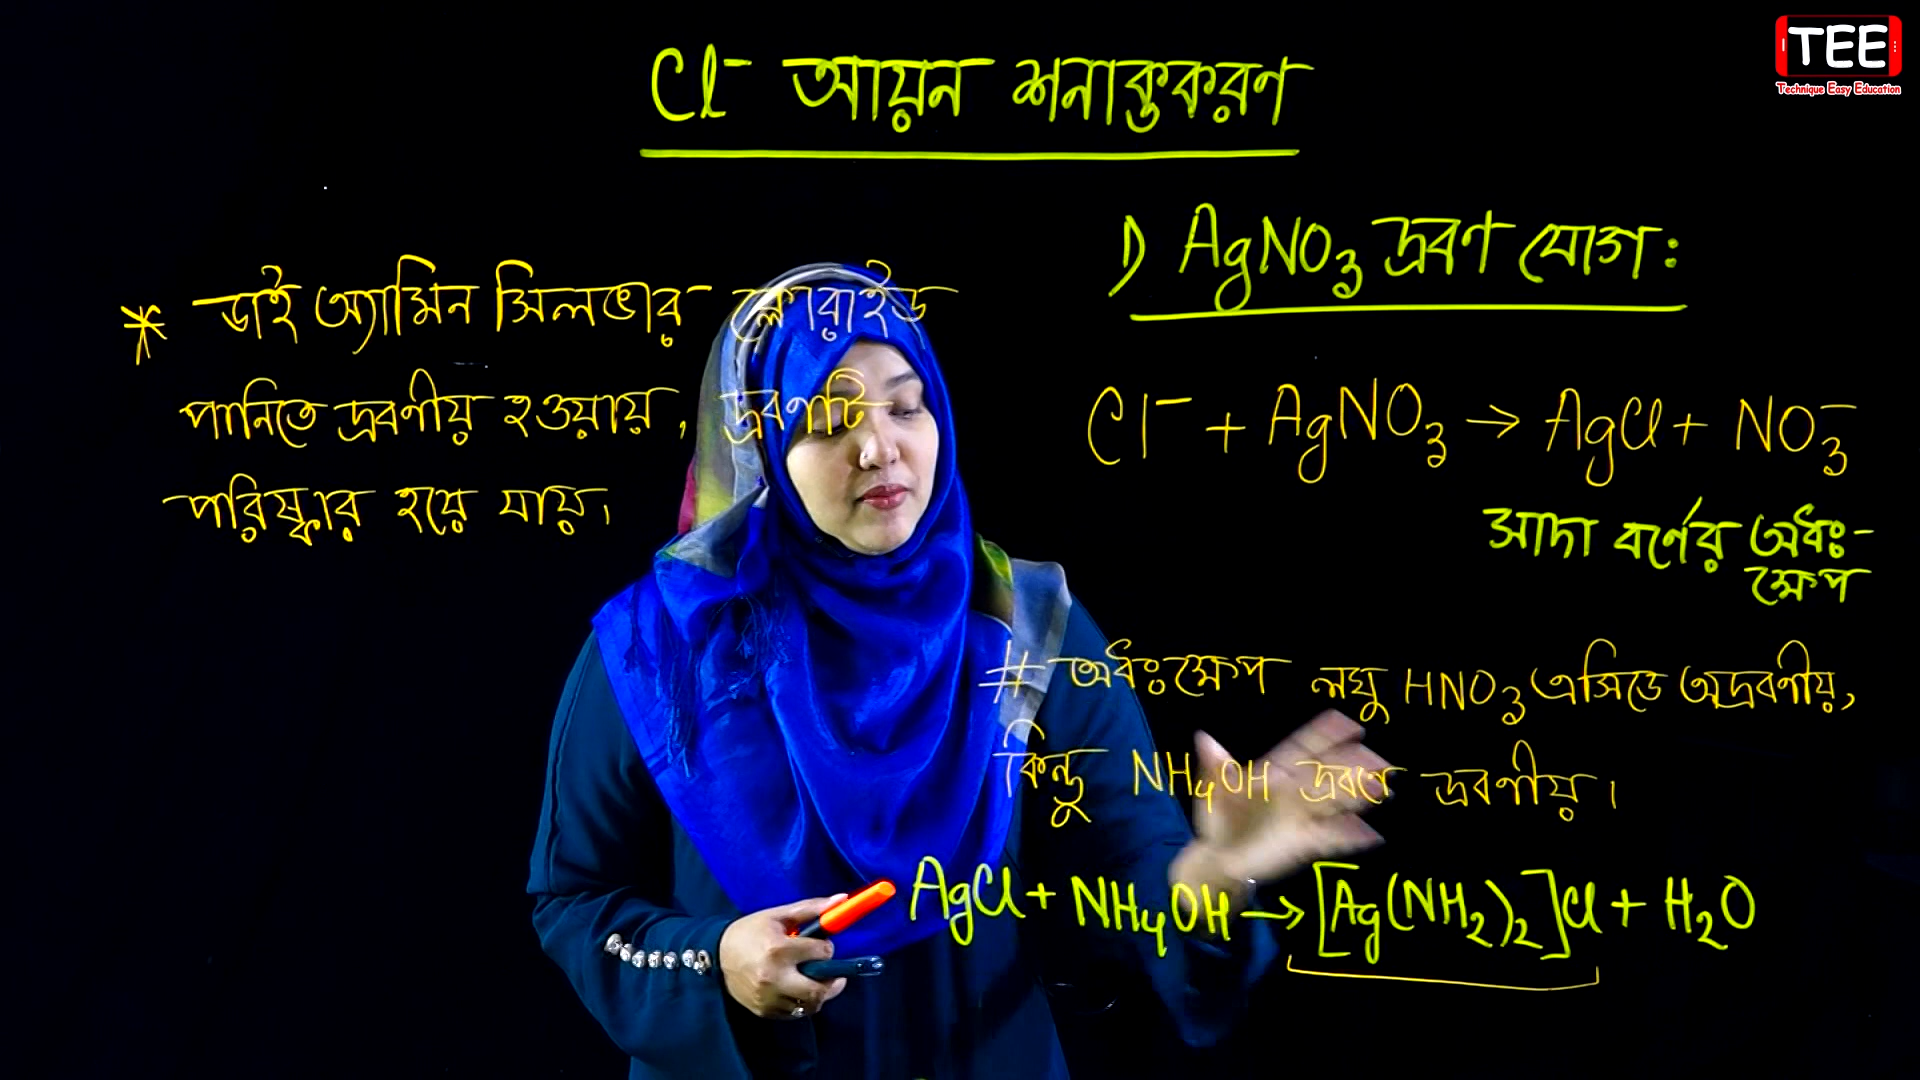 TEE
Technique Easy Education
Cl⁻ আয়ন শনাক্তকরণ
1) AgNO₃ দ্রবণ যোগ:
Cl⁻ + AgNO₃ → AgCl + NO₃⁻
সাদা বর্ণের অধঃ-
ক্ষেপ
# অধঃক্ষেপ লঘু HNO₃ এসিডে অদ্রবণীয়,
কিন্তু NH₄OH দ্রবণে দ্রবণীয়।
AgCl + NH₄OH → [Ag(NH₂)₂]Cl + H₂O
* ডাই অ্যামিন সিলভার ক্লোরাইড
পানিতে দ্রবণীয় হওয়ায়, দ্রবণটি
পরিষ্কার হয়ে যায়।